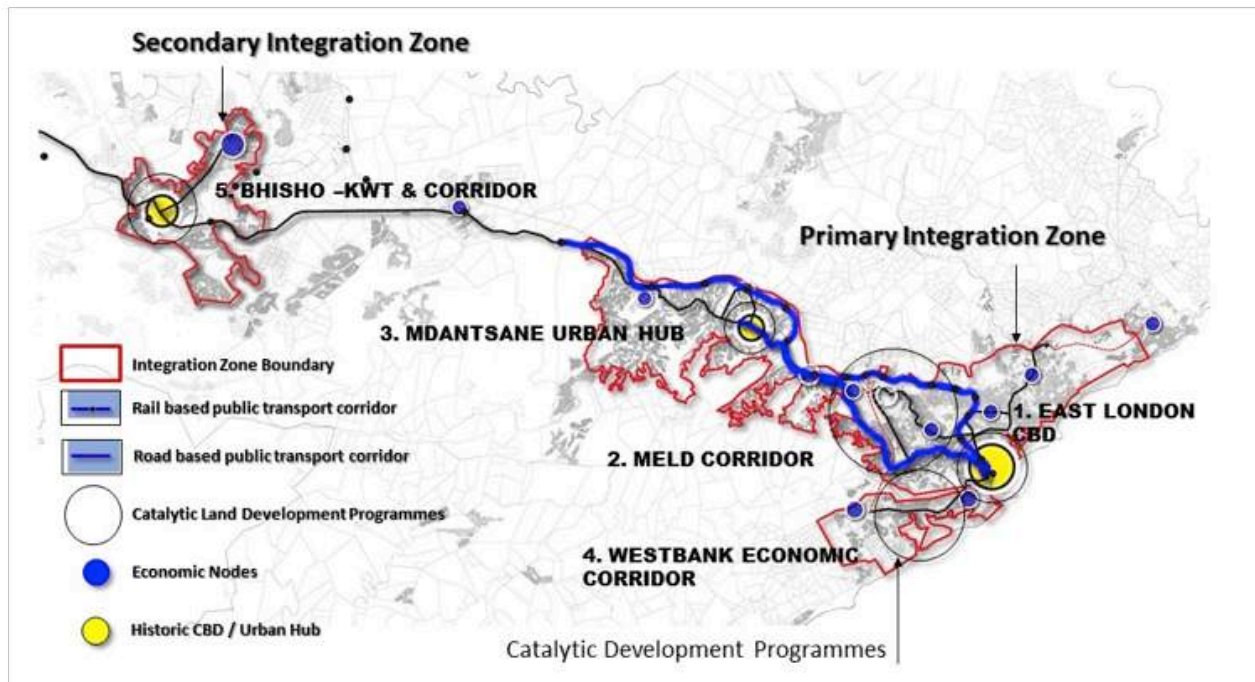 Secondary Integration Zone
5. BHISHO –KWT & CORRIDOR
Primary Integration Zone
3. MDANTSANE URBAN HUB
1. EAST LONDON
CBD
2. MELD CORRIDOR
4. WESTBANK ECONOMIC
CORRIDOR
Catalytic Development Programmes
Integration Zone Boundary
Rail based public transport corridor
Road based public transport corridor
Catalytic Land Development Programmes
Economic Nodes
Historic CBD / Urban Hub